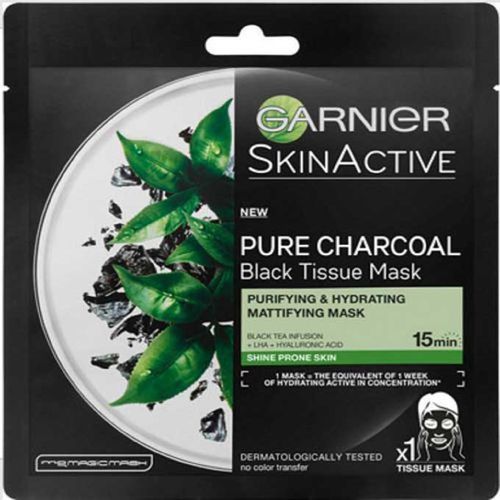 GARNIER
SKINACTIVE
NEW
PURE CHARCOAL
Black Tissue Mask
PURIFYING & HYDRATING
MATTIFYING MASK
BLACK TEA INFUSION
+ LHA + HYALURONIC ACID
15min
SHINE PRONE SKIN
1 MASK = THE EQUIVALENT OF 1 WEEK
OF HYDRATING ACTIVE IN CONCENTRATION*
x1
TISSUE MASK
DERMATOLOGICALLY TESTED
no color transfer